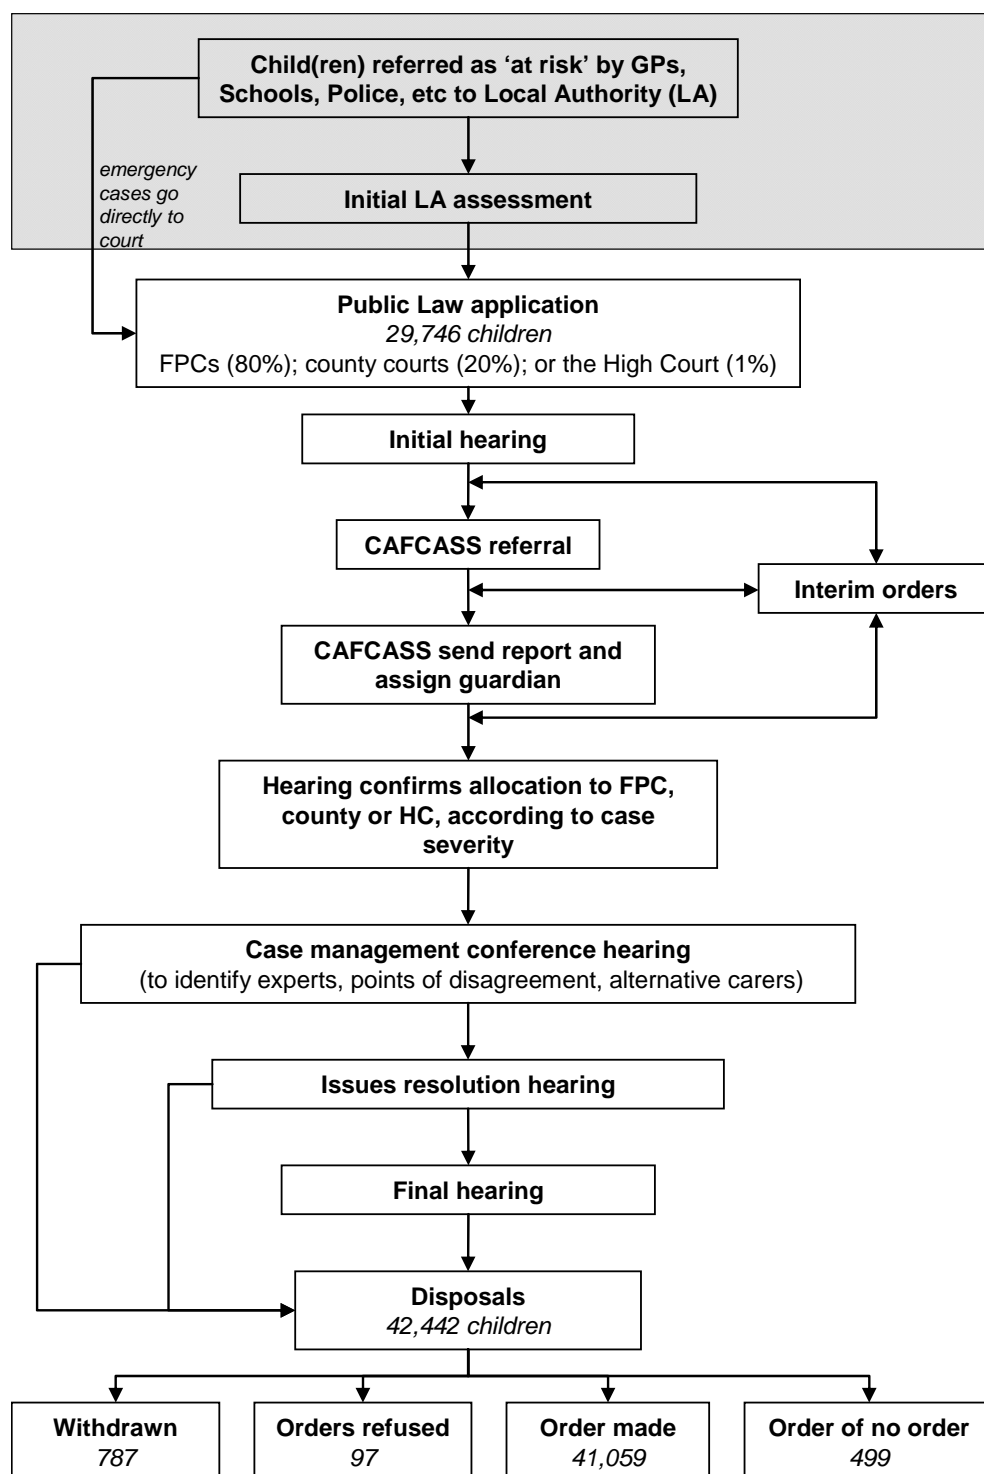 Child(ren) referred as ‘at risk’ by GPs,
Schools, Police, etc to Local Authority (LA)
emergency
cases go
directly to
court
Initial LA assessment
Public Law application
29,746 children
FPCs (80%); county courts (20%); or the High Court (1%)
Initial hearing
CAFCASS referral
Interim orders
CAFCASS send report and
assign guardian
Hearing confirms allocation to FPC,
county or HC, according to case
severity
Case management conference hearing
(to identify experts, points of disagreement, alternative carers)
Issues resolution hearing
Final hearing
Disposals
42,442 children
Withdrawn
787
Orders refused
97
Order made
41,059
Order of no order
499